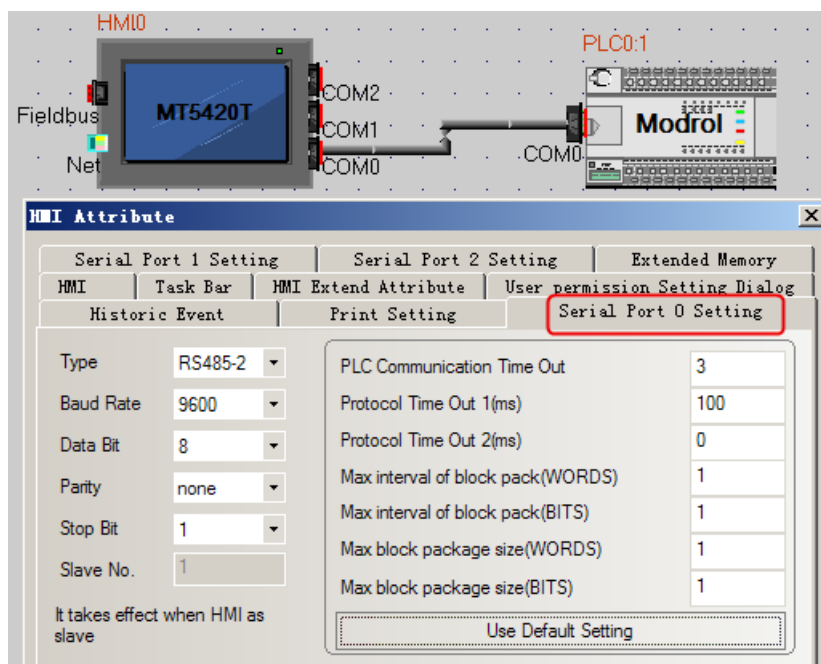 HMI0
PLC0:1
COM2
Fieldbus
MT5420T
COM1
Modrol
COM0
Net
COM0
HMI Attribute
Serial Port 1 Setting
Serial Port 2 Setting
Extended Memory
HMI
Task Bar
HMI Extend Attribute
User permission Setting Dialog
Historic Event
Print Setting
Serial Port 0 Setting
Type
RS485-2
Baud Rate
9600
Data Bit
8
Parity
none
Stop Bit
1
Slave No.
1
It takes effect when HMI as
slave
PLC Communication Time Out
3
Protocol Time Out 1(ms)
100
Protocol Time Out 2(ms)
0
Max interval of block pack(WORDS)
1
Max interval of block pack(BITS)
1
Max block package size(WORDS)
1
Max block package size(BITS)
1
Use Default Setting